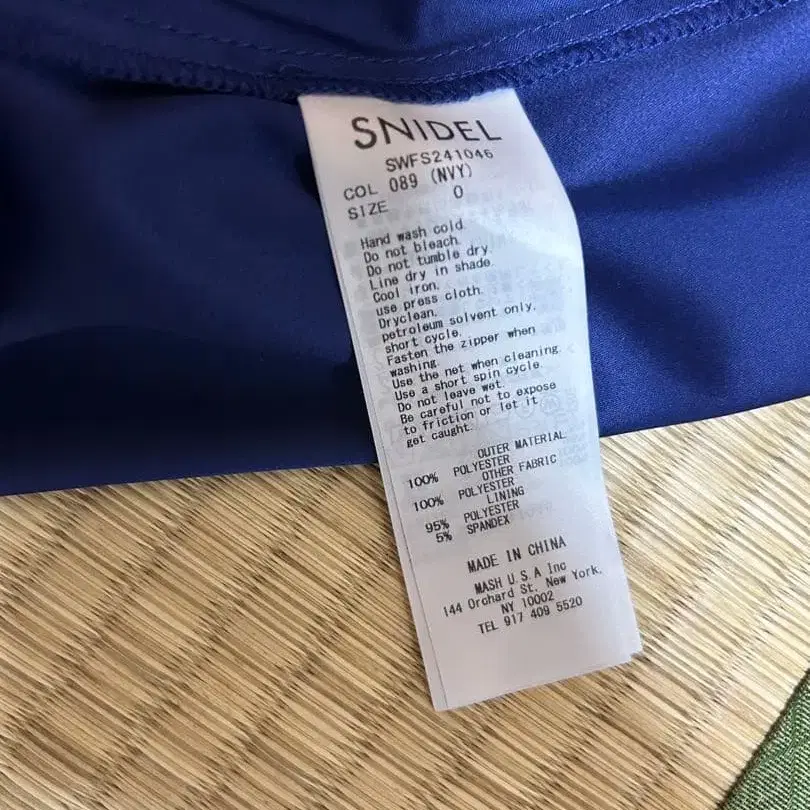 SNIDEL
SWFS241046
COL 089 (NVY)
SIZE 0
Hand wash cold.
Do not bleach.
Do not tumble dry.
Line dry in shade.
Cool iron.
use press cloth.
Dryclean.
petroleum solvent only.
short cycle.
Fasten the zipper when
washing.
Use the net when cleaning.
Use a short spin cycle.
Do not leave wet.
Be careful not to expose
to friction or let it
get caught.
OUTER MATERIAL
100% POLYESTER
OTHER FABRIC
100% POLYESTER
LINING
95% POLYESTER
5% SPANDEX
MADE IN CHINA
MASH U.S.A Inc
144 Orchard St. New York.
NY 10002
TEL 917 409 5520